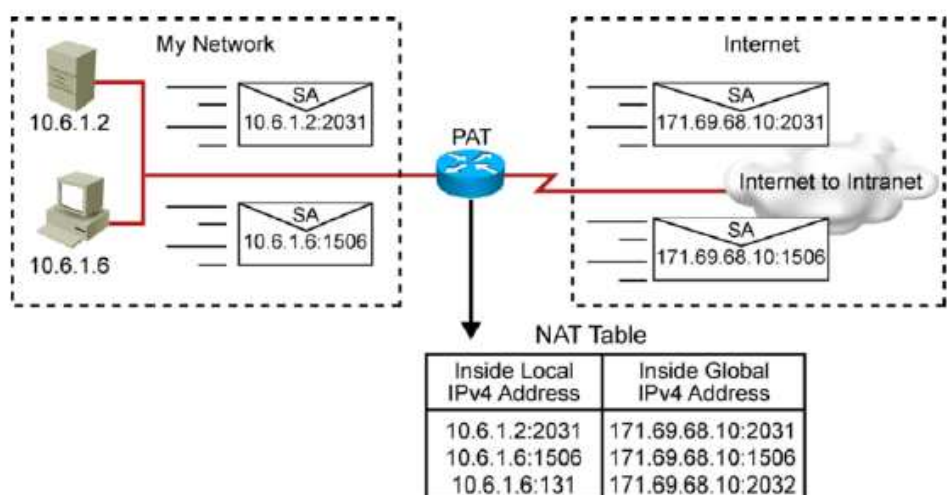 My Network
10.6.1.2
SA
10.6.1.2:2031
10.6.1.6
SA
10.6.1.6:1506
PAT
Internet
SA
171.69.68.10:2031
Internet to Intranet
SA
171.69.68.10:1506
NAT Table
Inside Local
IPv4 Address
Inside Global
IPv4 Address
10.6.1.2:2031
171.69.68.10:2031
10.6.1.6:1506
171.69.68.10:1506
10.6.1.6:131
171.69.68.10:2032